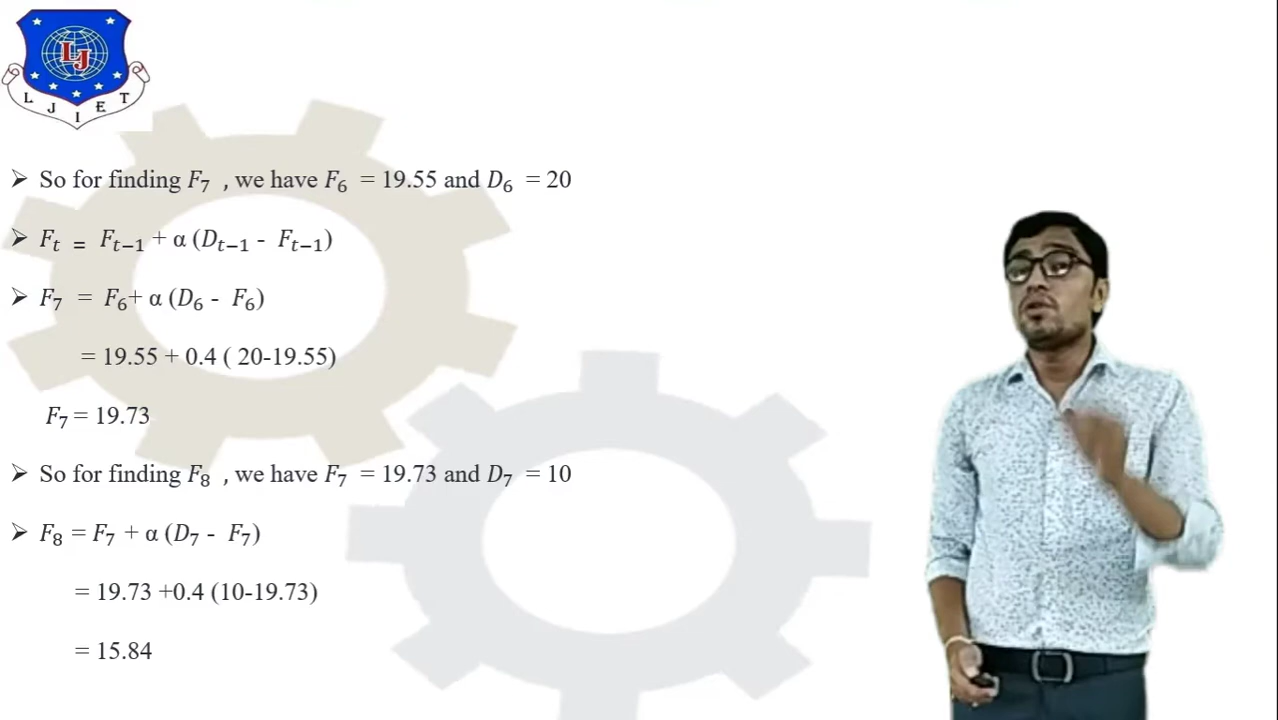 LJ
L J I E T
➢ So for finding F₇ , we have F₆ = 19.55 and D₆ = 20
➢ Fₜ = Fₜ₋₁ + α (Dₜ₋₁ - Fₜ₋₁)
➢ F₇ = F₆+ α (D₆ - F₆)
= 19.55 + 0.4 ( 20-19.55)
F₇ = 19.73
➢ So for finding F₈ , we have F₇ = 19.73 and D₇ = 10
➢ F₈ = F₇ + α (D₇ - F₇)
= 19.73 +0.4 (10-19.73)
= 15.84